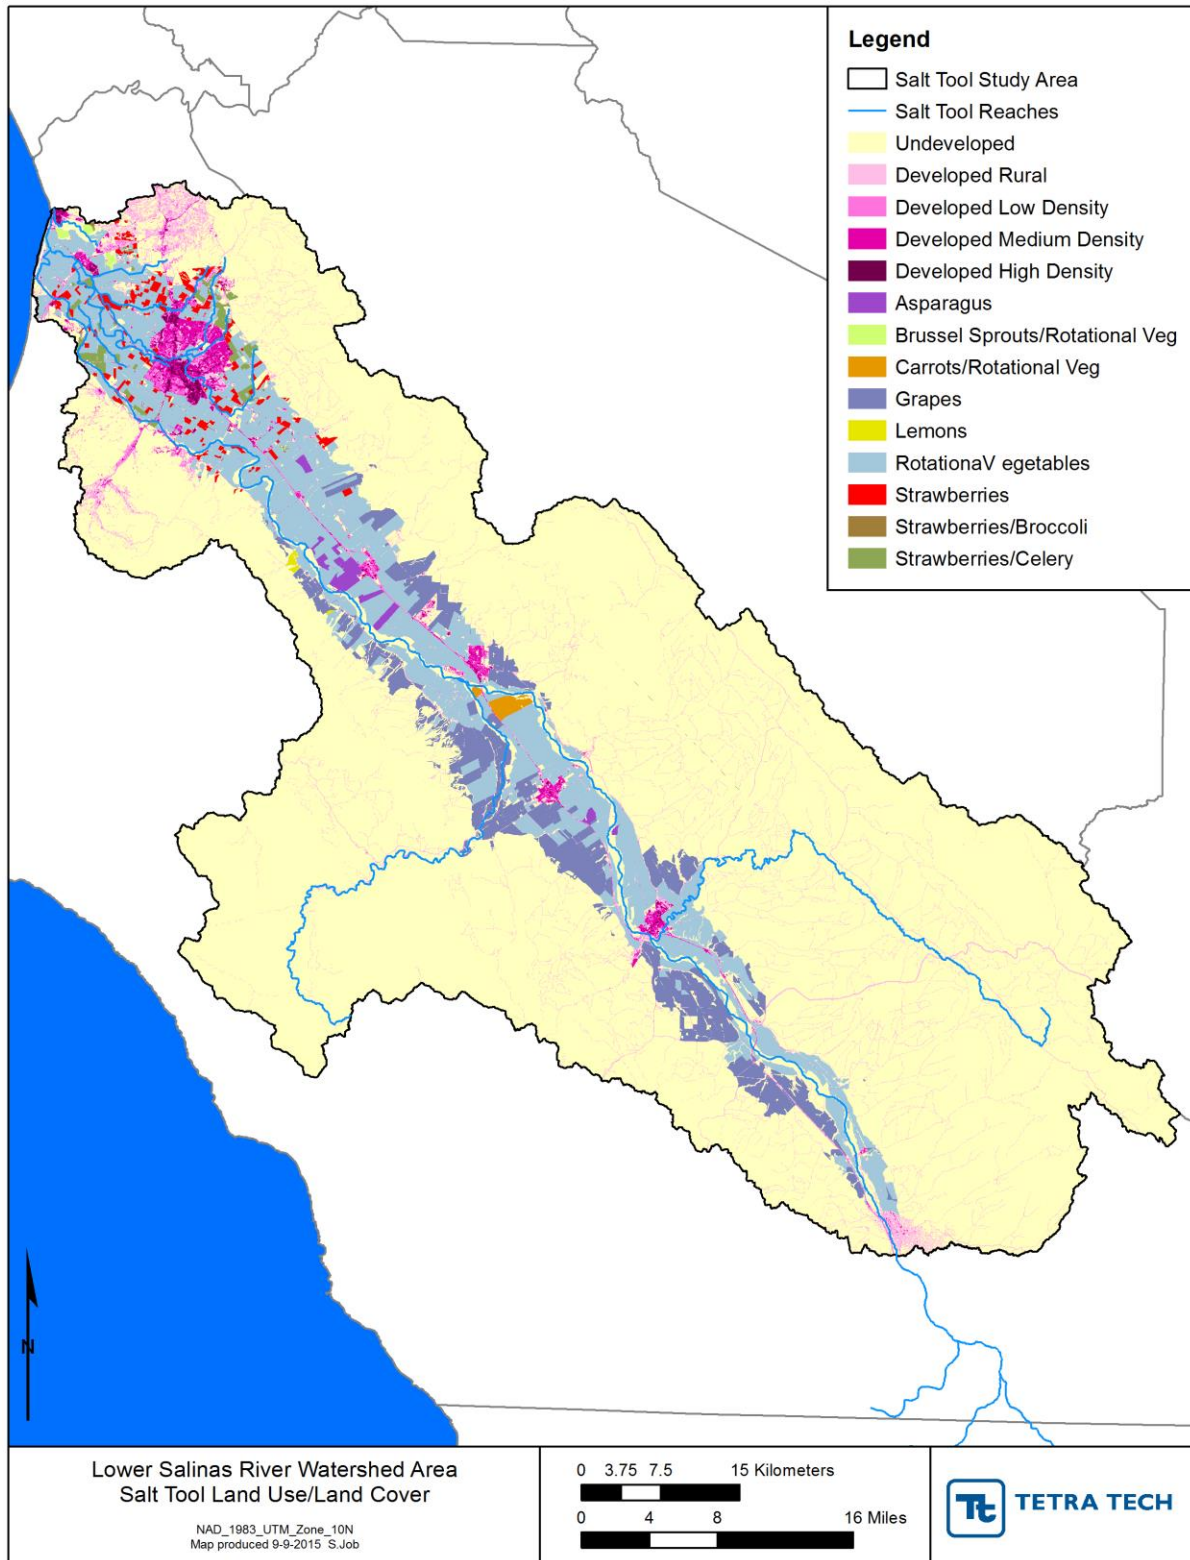 Legend
Salt Tool Study Area
Salt Tool Reaches
Undeveloped
Developed Rural
Developed Low Density
Developed Medium Density
Developed High Density
Asparagus
Brussel Sprouts/Rotational Veg
Carrots/Rotational Veg
Grapes
Lemons
RotationaV egetables
Strawberries
Strawberries/Broccoli
Strawberries/Celery
N
Lower Salinas River Watershed Area
Salt Tool Land Use/Land Cover
NAD_1983_UTM_Zone_10N
Map produced 9-9-2015 S.Job
0 3.75 7.5 15 Kilometers
0 4 8 16 Miles
Tt TETRA TECH